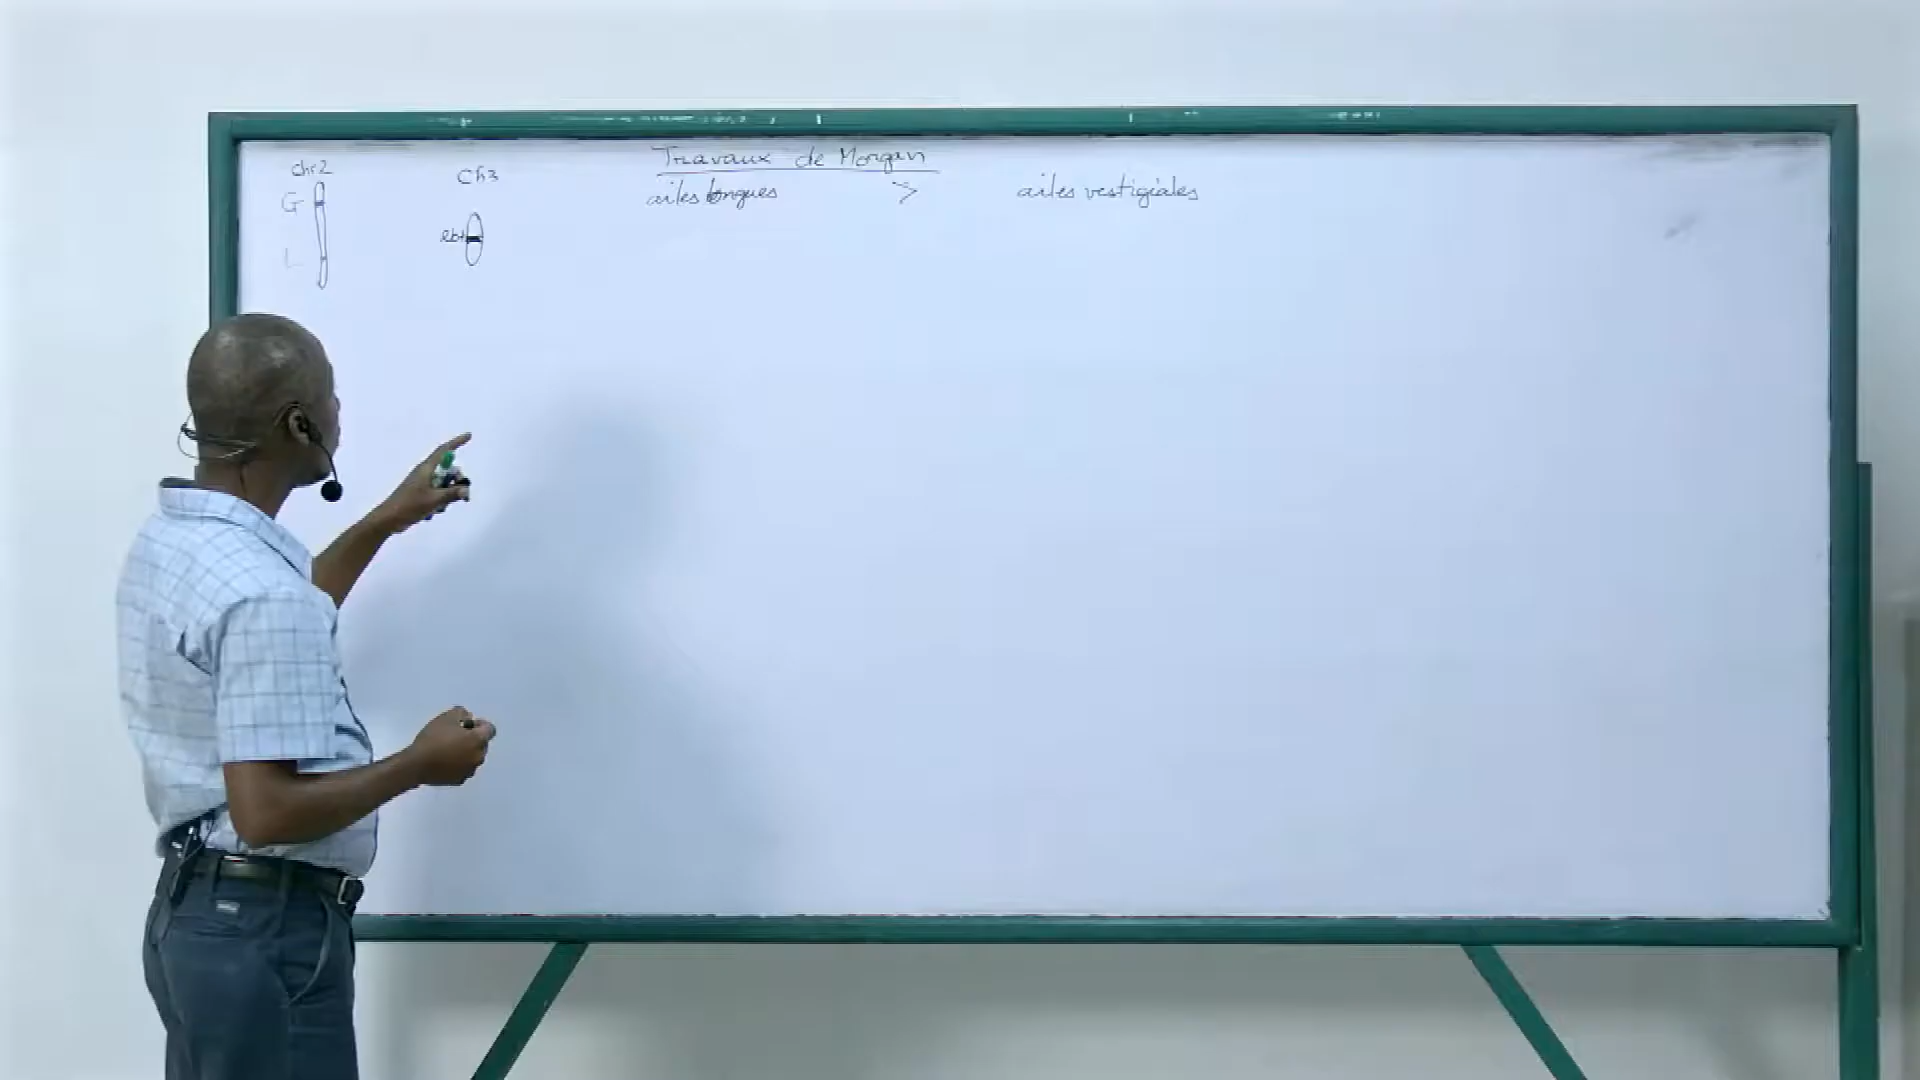 chr2
Ch3
Travaux de Morgan
G
ailes longues > ailes vestigiales
L